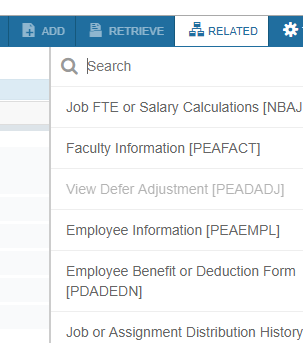 ADD RETRIEVE RELATED
Search
Job FTE or Salary Calculations [NBAJ
Faculty Information [PEAFACT]
View Defer Adjustment [PEADADJ]
Employee Information [PEAEMPL]
Employee Benefit or Deduction Form
[PDADEDN]
Job or Assignment Distribution History